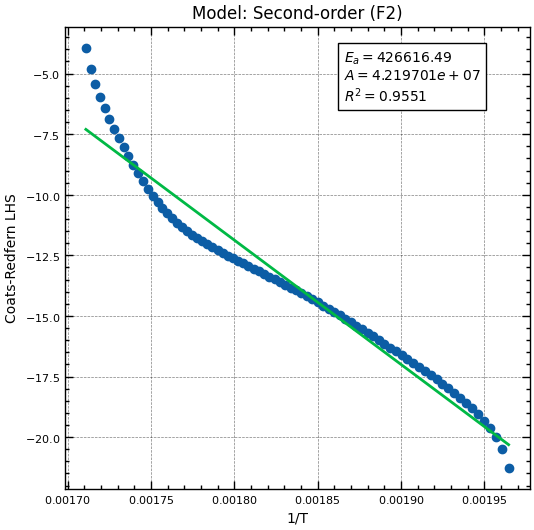 Model: Second-order (F2)
E_a = 426616.49
A = 4.219701e + 07
R^2 = 0.9551
Coats-Redfern LHS
−5.0
−7.5
−10.0
−12.5
−15.0
−17.5
−20.0
0.00170 0.00175 0.00180 0.00185 0.00190 0.00195
1/T